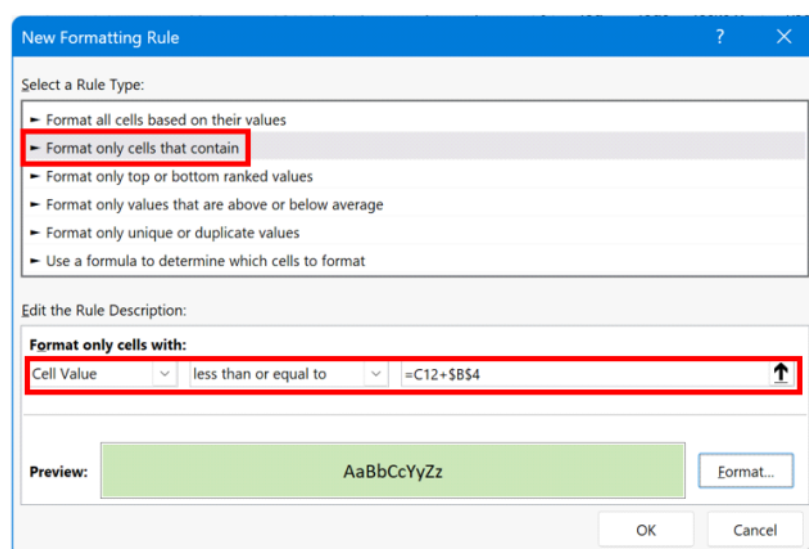 New Formatting Rule ?
Select a Rule Type:
► Format all cells based on their values
► Format only cells that contain
► Format only top or bottom ranked values
► Format only values that are above or below average
► Format only unique or duplicate values
► Use a formula to determine which cells to format
Edit the Rule Description:
Format only cells with:
Cell Value less than or equal to =C12+$B$4
Preview: AaBbCcYyZz Format...
OK Cancel